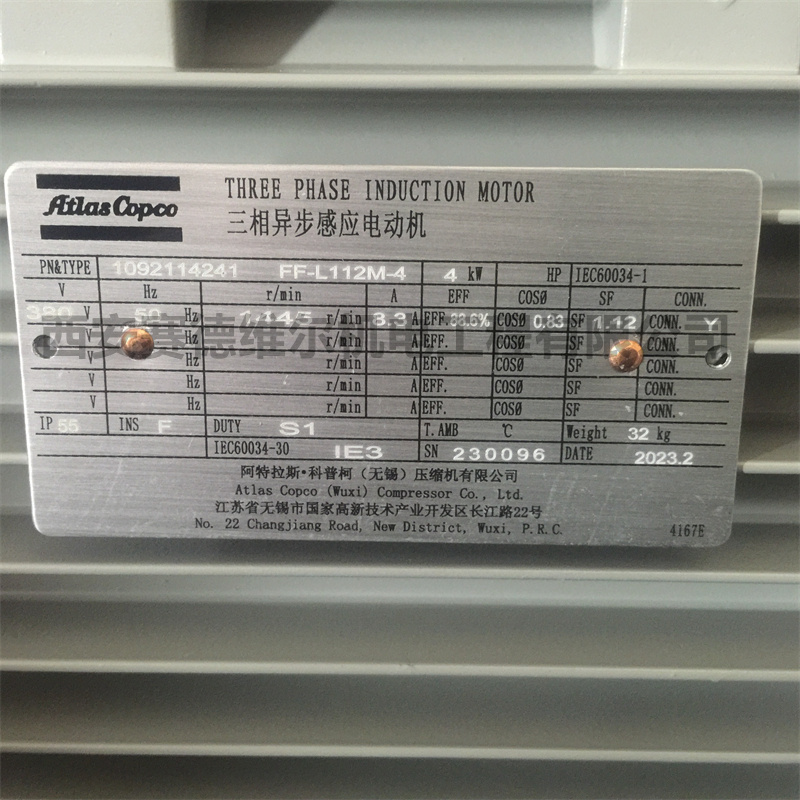 Atlas Copco
THREE PHASE INDUCTION MOTOR
三相异步感应电动机
PN&TYPE 1092114241 FF-L112M-4 4 kW HP IEC60034-1
V Hz r/min A EFF COSØ SF CONN.
380 V 50 Hz r/min A EFF. 88.6% COSØ 0.83 SF 1.12 CONN. Y
V Hz r/min A EFF. COSØ SF CONN.
V Hz r/min A EFF. COSØ SF CONN.
V Hz r/min A EFF. COSØ SF CONN.
V Hz r/min A EFF. COSØ SF CONN.
IP 55 INS F DUTY S1 T.AMB ℃ Weight 32 kg
IEC60034-30 IE3 SN 230096 DATE 2023.2
阿特拉斯·科普柯(无锡)压缩机有限公司
Atlas Copco (Wuxi) Compressor Co., Ltd.
江苏省无锡市国家高新技术产业开发区长江路22号
No. 22 Changjiang Road, New District, Wuxi, P.R.C.
4167E
西安赛德维尔机电工程有限公司